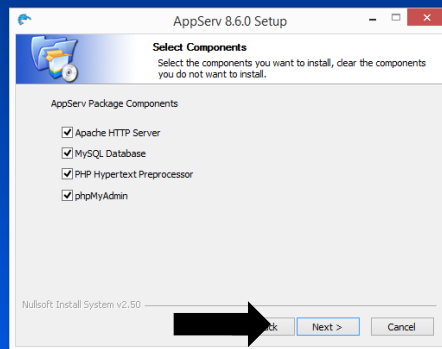 AppServ 8.6.0 Setup
Select Components
Select the components you want to install, clear the components
you do not want to install.
AppServ Package Components
Apache HTTP Server
MySQL Database
PHP Hypertext Preprocessor
phpMyAdmin
Nullsoft Install System v2.50
Next >
Cancel